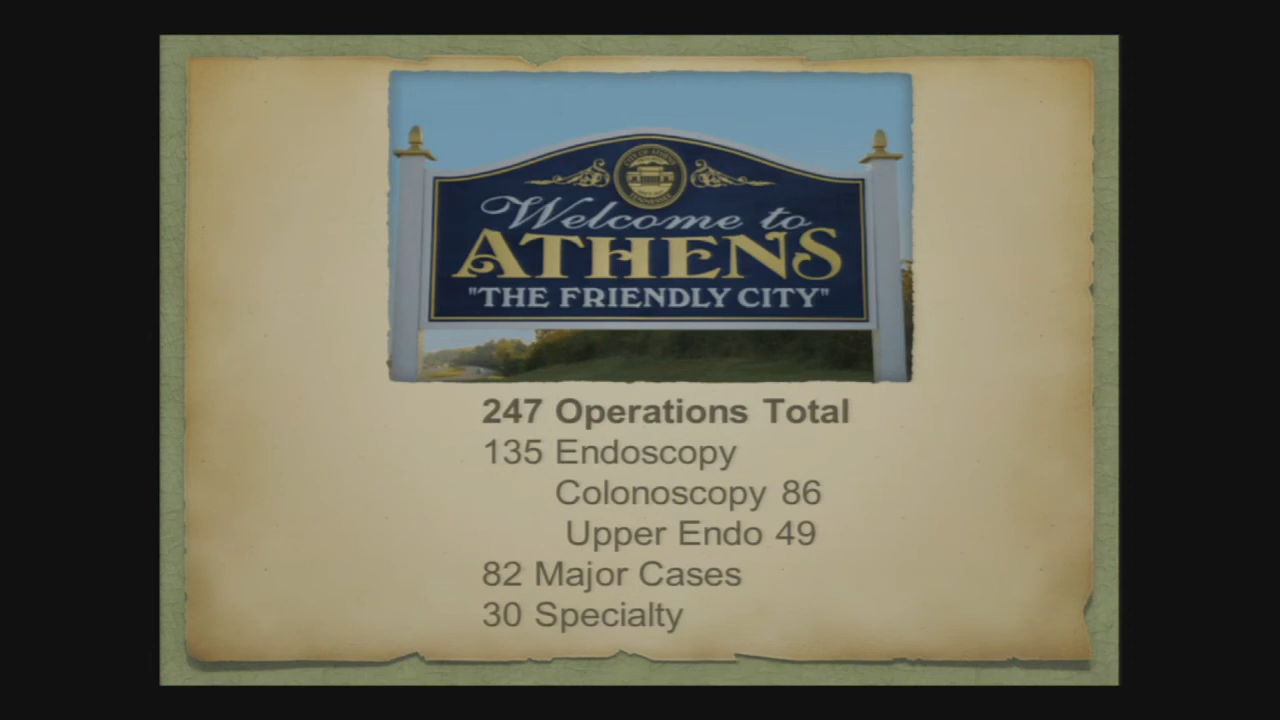 Welcome to
ATHENS
"THE FRIENDLY CITY"
247 Operations Total
135 Endoscopy
Colonoscopy 86
Upper Endo 49
82 Major Cases
30 Specialty